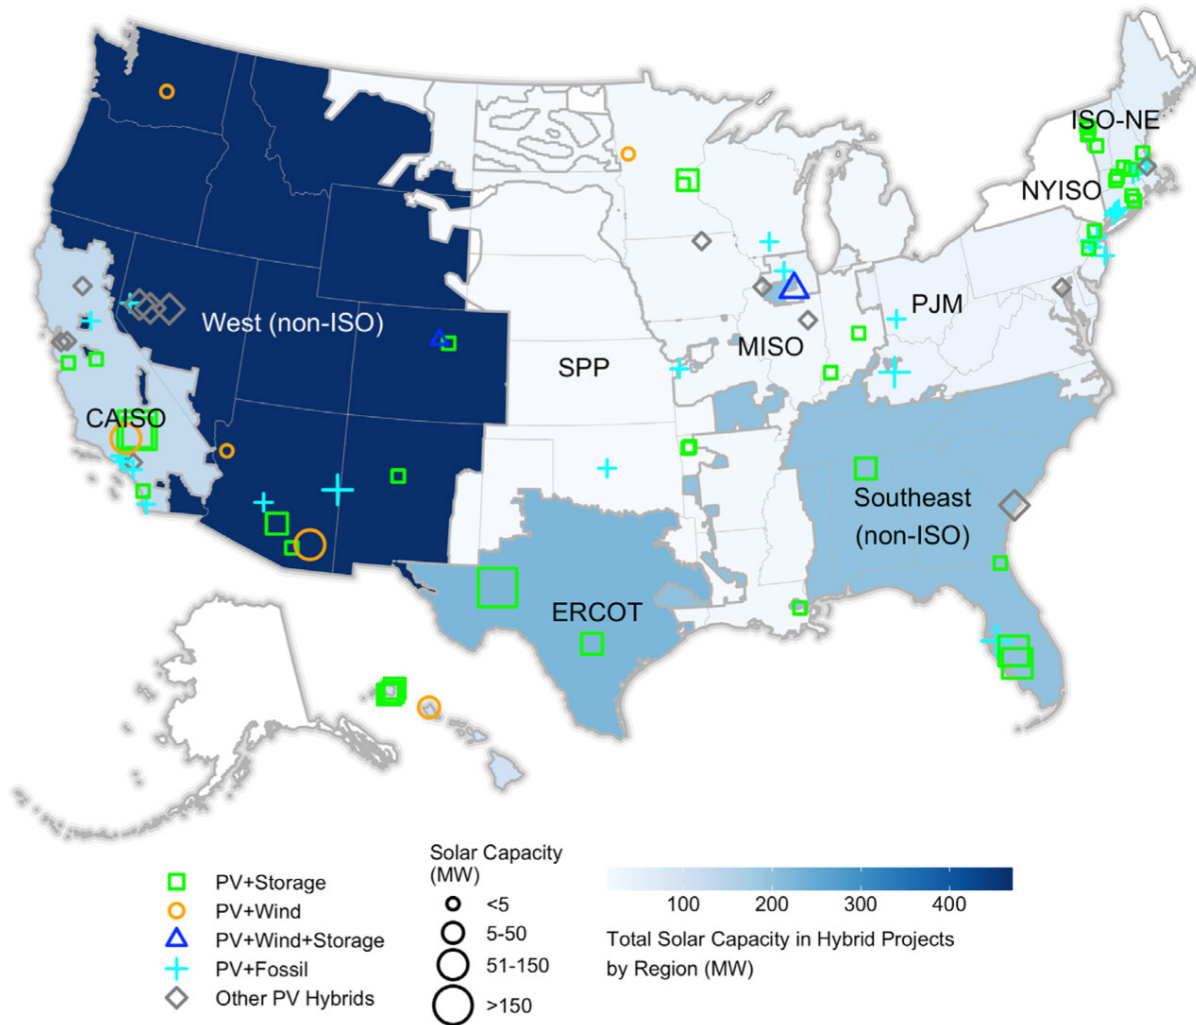 ISO-NE
NYISO
PJM
West (non-ISO)
MISO
SPP
CAISO
Southeast
(non-ISO)
ERCOT
PV+Storage
PV+Wind
PV+Wind+Storage
PV+Fossil
Other PV Hybrids
Solar Capacity
(MW)
<5
5-50
51-150
>150
100 200 300 400
Total Solar Capacity in Hybrid Projects
by Region (MW)